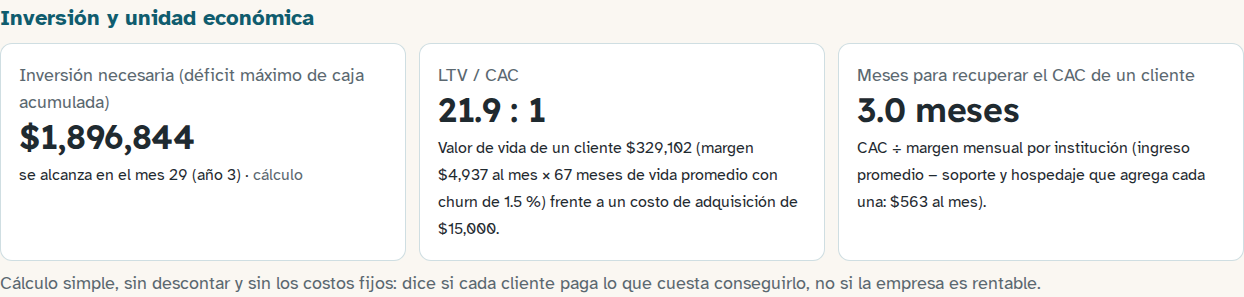 Inversión y unidad económica
Inversión necesaria (déficit máximo de caja
acumulada)
$1,896,844
se alcanza en el mes 29 (año 3) · cálculo
LTV / CAC
21.9 : 1
Valor de vida de un cliente $329,102 (margen
$4,937 al mes × 67 meses de vida promedio con
churn de 1.5 %) frente a un costo de adquisición de
$15,000.
Meses para recuperar el CAC de un cliente
3.0 meses
CAC ÷ margen mensual por institución (ingreso
promedio − soporte y hospedaje que agrega cada
una: $563 al mes).
Cálculo simple, sin descontar y sin los costos fijos: dice si cada cliente paga lo que cuesta conseguirlo, no si la empresa es rentable.